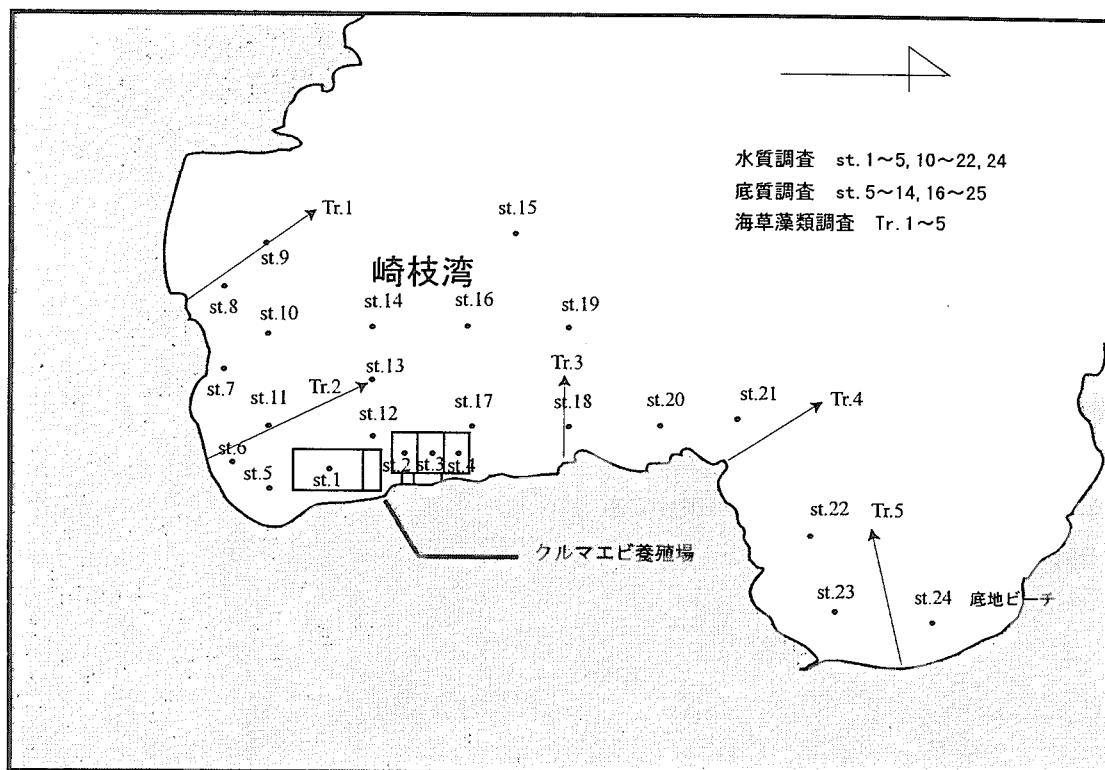 水質調査 st.1～5,10～22,24
底質調査 st.5～14,16～25
海草藻類調査 Tr.1～5
Tr.1
st.15
st.9
崎枝湾
st.8
st.10
st.14
st.16
st.19
st.7
st.13
Tr.3
Tr.2
st.11
st.12
st.17
st.18
st.20
st.21
Tr.4
st.6
st.5
st.1
st.2
st.3
st.4
クルマエビ養殖場
st.22
Tr.5
st.23
st.24
底地ビーチ